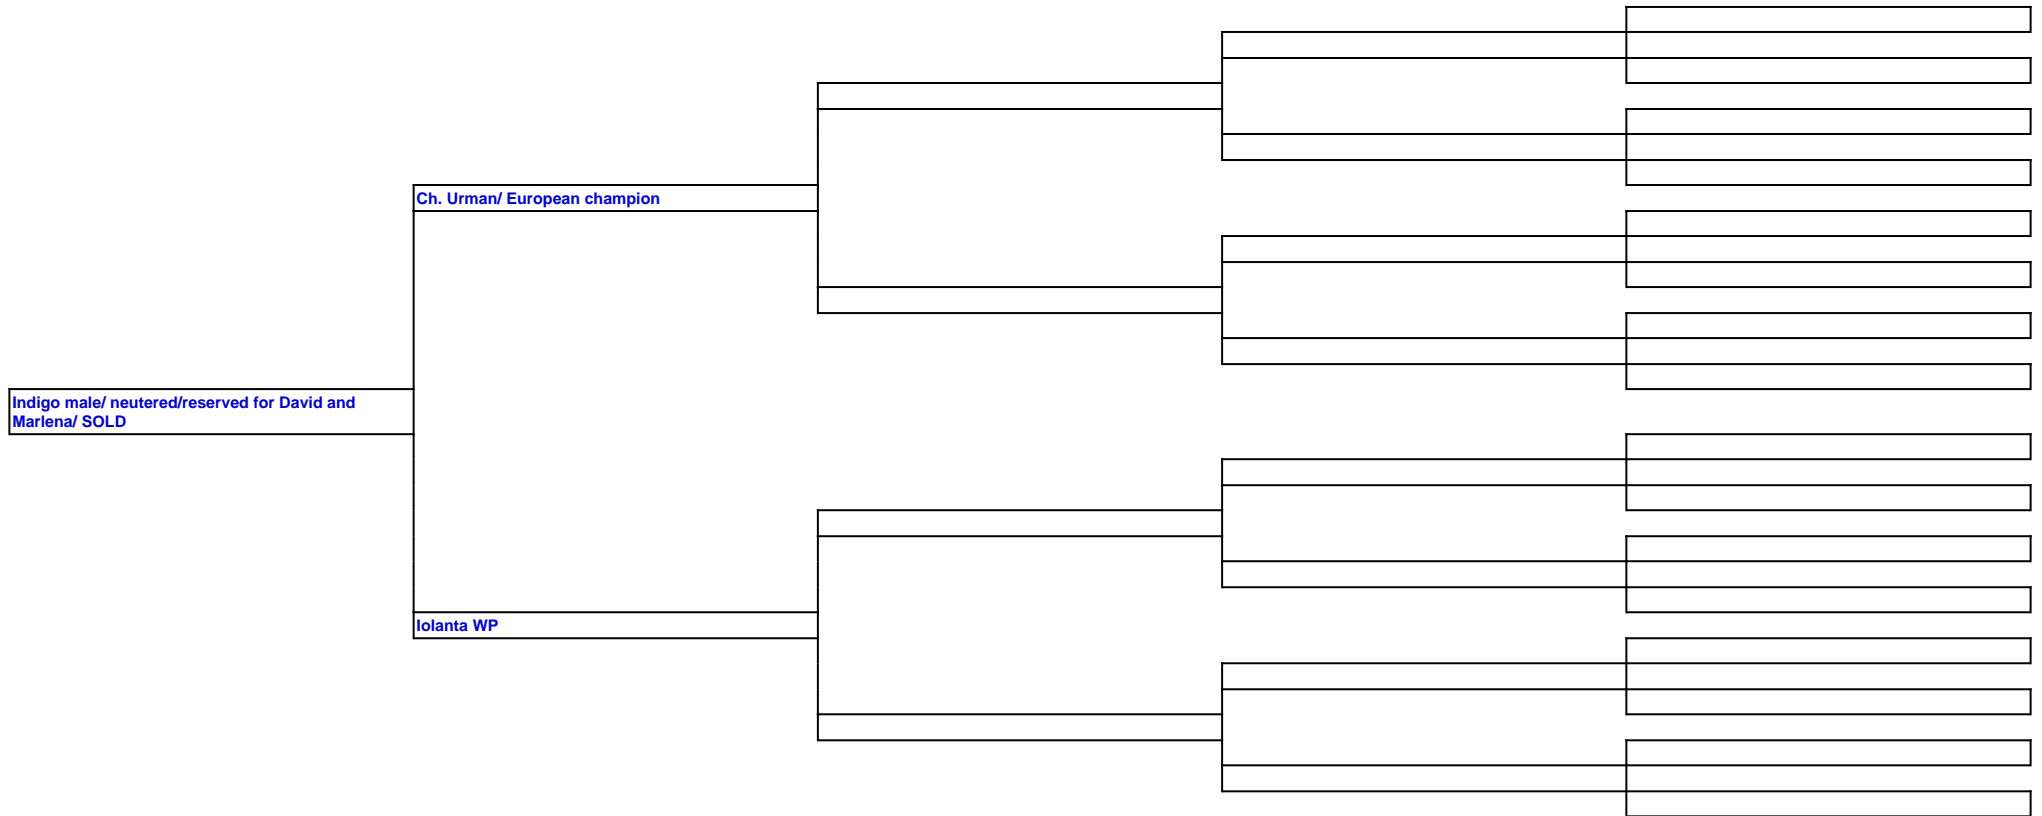 Ch. Urman/ European champion
Indigo male/ neutered/reserved for David and
Marlena/ SOLD
Iolanta WP